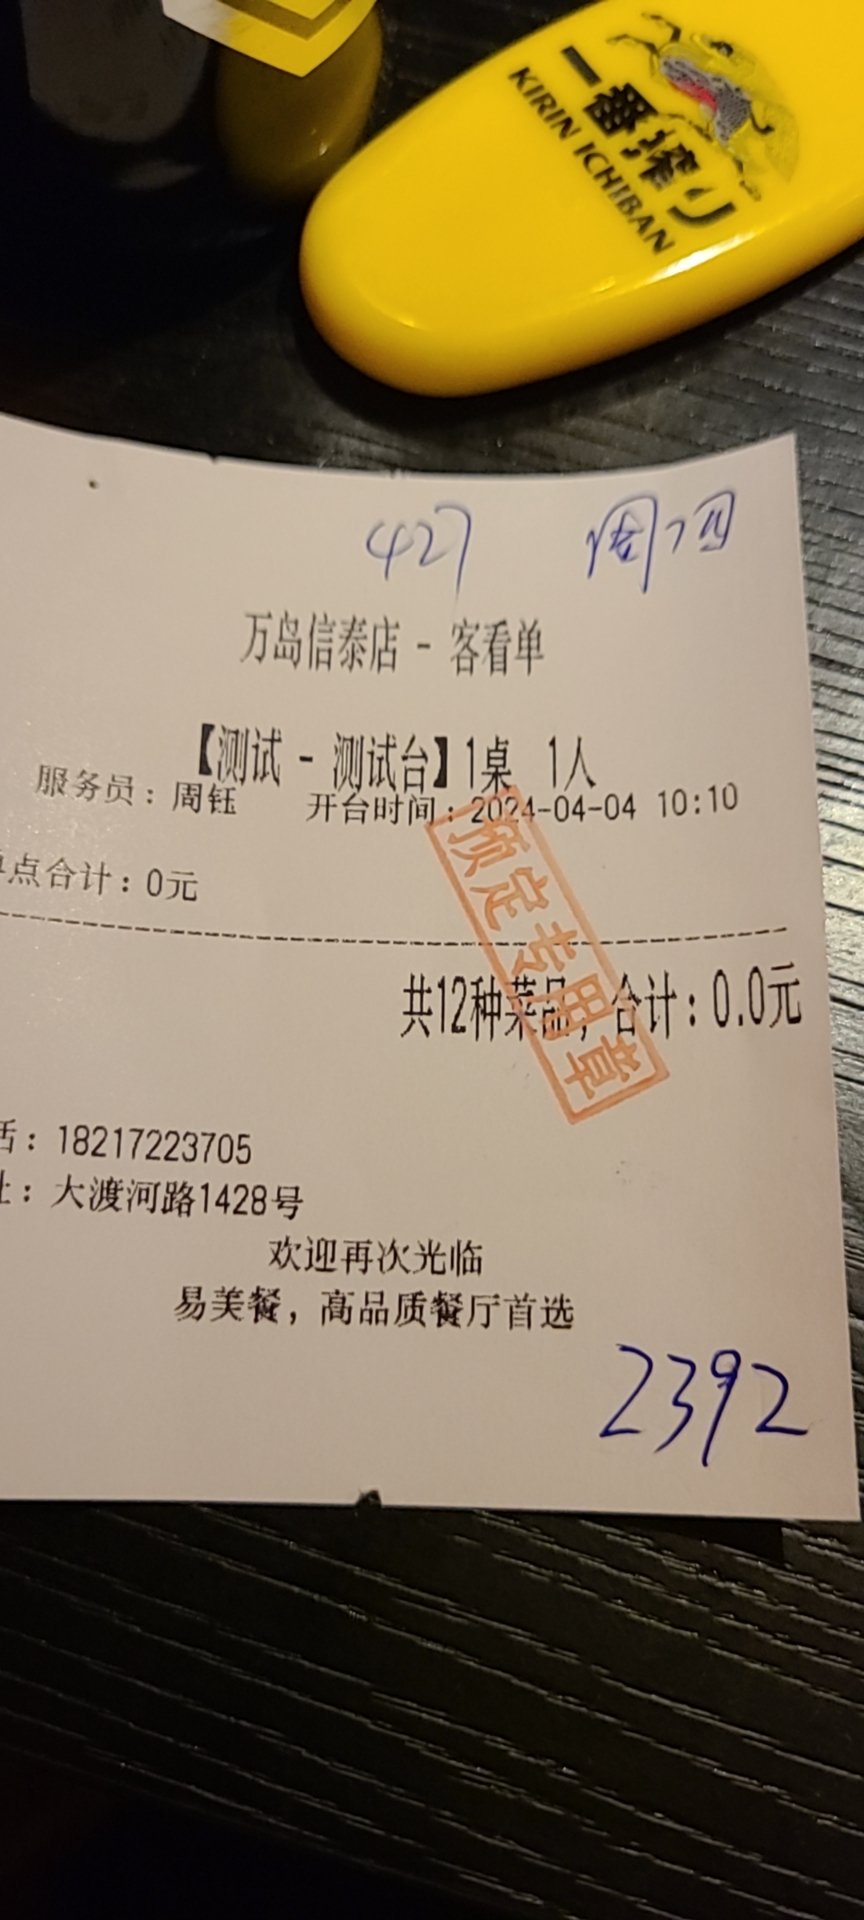 一番搾り
KIRIN ICHIBAN
427
万岛信泰店 - 客看单
【测试 - 测试台】1桌 1人
服务员：周钰 开台时间：2024-04-04 10:10
点合计：0元
预定专用章
共12种菜品，合计：0.0元
话：18217223705
址：大渡河路1428号
欢迎再次光临
易美餐，高品质餐厅首选
2392